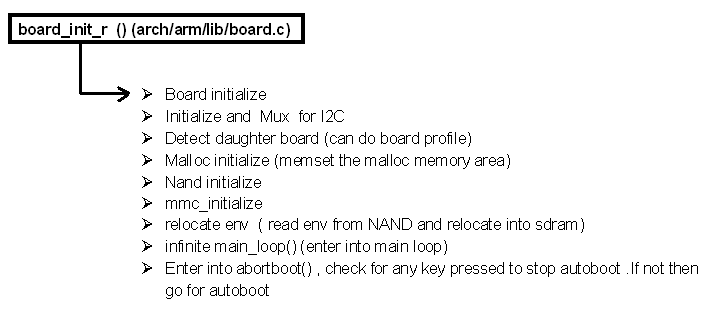 board_init_r () (arch/arm/lib/board.c)
Board initialize
Initialize and Mux for I2C
Detect daughter board (can do board profile)
Malloc initialize (memset the malloc memory area)
Nand initialize
mmc_initialize
relocate env ( read env from NAND and relocate into sdram)
infinite main_loop() (enter into main loop)
Enter into abortboot() , check for any key pressed to stop autoboot .If not then
go for autoboot